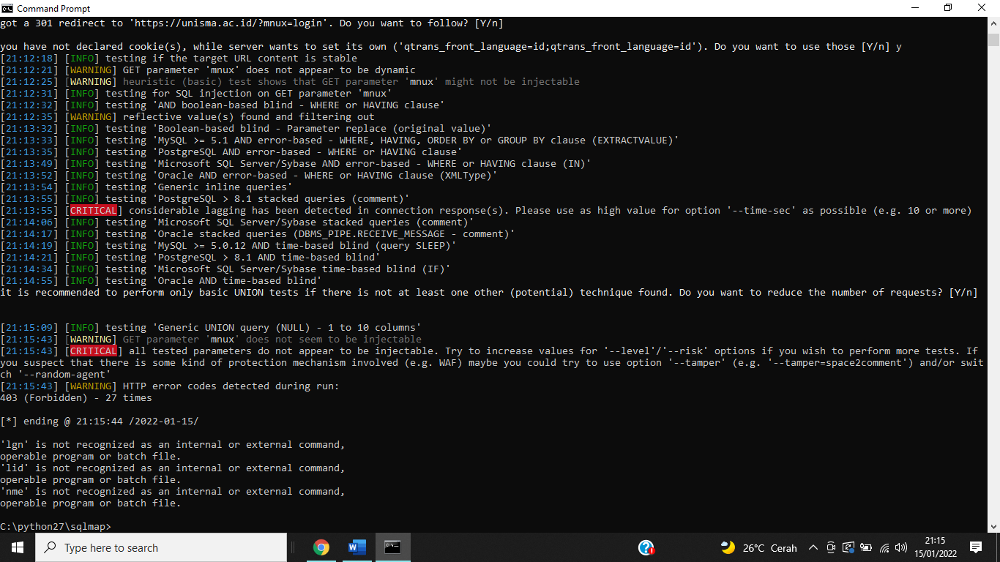 Command Prompt
got a 301 redirect to 'https://unisma.ac.id/?mnux=login'. Do you want to follow? [Y/n]
you have not declared cookie(s), while server wants to set its own ('qtrans_front_language=id;qtrans_front_language=id'). Do you want to use those [Y/n] y
[21:12:18] [INFO] testing if the target URL content is stable
[21:12:21] [WARNING] GET parameter 'mnux' does not appear to be dynamic
[21:12:25] [WARNING] heuristic (basic) test shows that GET parameter 'mnux' might not be injectable
[21:12:31] [INFO] testing for SQL injection on GET parameter 'mnux'
[21:12:32] [INFO] testing 'AND boolean-based blind - WHERE or HAVING clause'
[21:12:35] [WARNING] reflective value(s) found and filtering out
[21:13:32] [INFO] testing 'Boolean-based blind - Parameter replace (original value)'
[21:13:33] [INFO] testing 'MySQL >= 5.1 AND error-based - WHERE, HAVING, ORDER BY or GROUP BY clause (EXTRACTVALUE)'
[21:13:35] [INFO] testing 'PostgreSQL AND error-based - WHERE or HAVING clause'
[21:13:49] [INFO] testing 'Microsoft SQL Server/Sybase AND error-based - WHERE or HAVING clause (IN)'
[21:13:52] [INFO] testing 'Oracle AND error-based - WHERE or HAVING clause (XMLType)'
[21:13:54] [INFO] testing 'Generic inline queries'
[21:13:55] [INFO] testing 'PostgreSQL > 8.1 stacked queries (comment)'
[21:13:55] [CRITICAL] considerable lagging has been detected in connection response(s). Please use as high value for option '--time-sec' as possible (e.g. 10 or more)
[21:14:06] [INFO] testing 'Microsoft SQL Server/Sybase stacked queries (comment)'
[21:14:17] [INFO] testing 'Oracle stacked queries (DBMS_PIPE.RECEIVE_MESSAGE - comment)'
[21:14:19] [INFO] testing 'MySQL >= 5.0.12 AND time-based blind (query SLEEP)'
[21:14:21] [INFO] testing 'PostgreSQL > 8.1 AND time-based blind'
[21:14:34] [INFO] testing 'Microsoft SQL Server/Sybase time-based blind (IF)'
[21:14:55] [INFO] testing 'Oracle AND time-based blind'
it is recommended to perform only basic UNION tests if there is not at least one other (potential) technique found. Do you want to reduce the number of requests? [Y/n]
[21:15:09] [INFO] testing 'Generic UNION query (NULL) - 1 to 10 columns'
[21:15:43] [WARNING] GET parameter 'mnux' does not seem to be injectable
[21:15:43] [CRITICAL] all tested parameters do not appear to be injectable. Try to increase values for '--level'/'--risk' options if you wish to perform more tests. If
you suspect that there is some kind of protection mechanism involved (e.g. WAF) maybe you could try to use option '--tamper' (e.g. '--tamper=space2comment') and/or swit
ch '--random-agent'
[21:15:43] [WARNING] HTTP error codes detected during run:
403 (Forbidden) - 27 times
[*] ending @ 21:15:44 /2022-01-15/
'lgn' is not recognized as an internal or external command,
operable program or batch file.
'lid' is not recognized as an internal or external command,
operable program or batch file.
'nme' is not recognized as an internal or external command,
operable program or batch file.
C:\python27\sqlmap>
Type here to search
26°C Cerah
21:15
15/01/2022